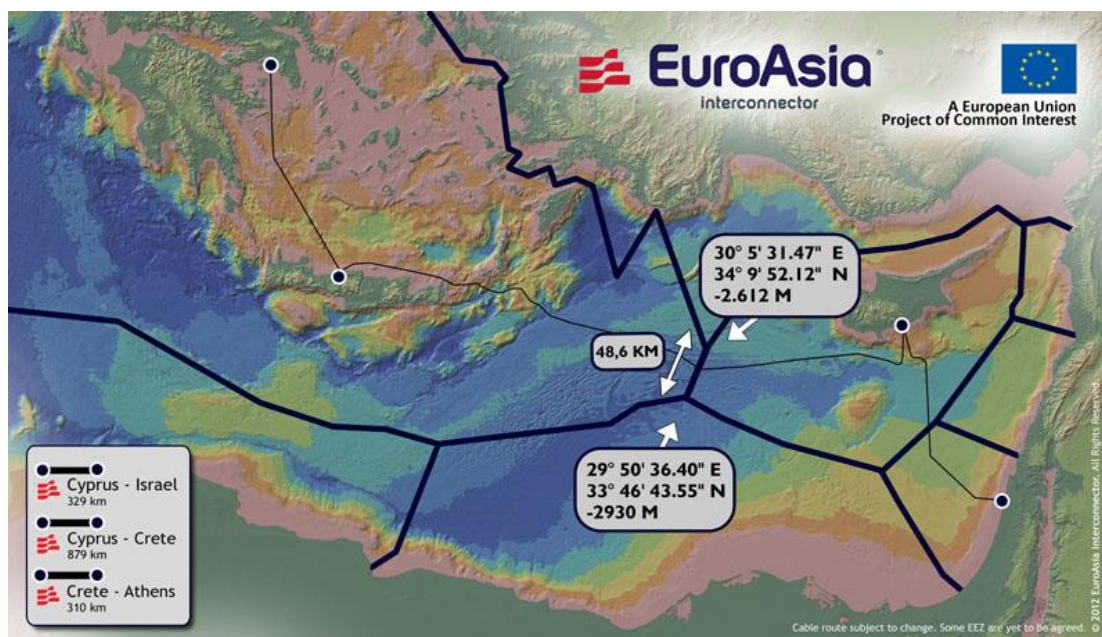 EuroAsia
interconnector
A European Union
Project of Common Interest
30° 5' 31.47" E
34° 9' 52.12" N
-2.612 M
48,6 KM
29° 50' 36.40" E
33° 46' 43.55" N
-2930 M
Cyprus - Israel
329 km
Cyprus - Crete
879 km
Crete - Athens
310 km
Cable route subject to change. Some EEZ are yet to be agreed.
© 2012 EuroAsia Interconnector. All Rights Reserved.